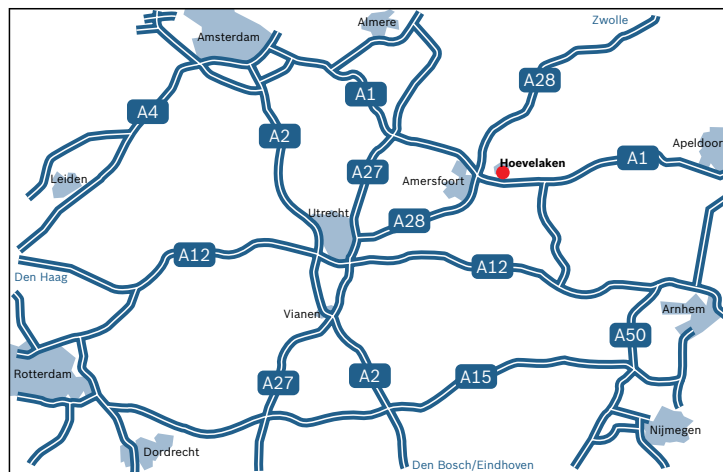 Zwolle
Almere
Amsterdam
A28
A1
A4
A2
Apeldoor
Hoevelaken
A1
A27
Leiden
Amersfoort
Utrecht
A28
A12
A12
Den Haag
Vianen
Arnhem
A50
Rotterdam
A27
A2
A15
Nijmegen
Dordrecht
Den Bosch/Eindhoven